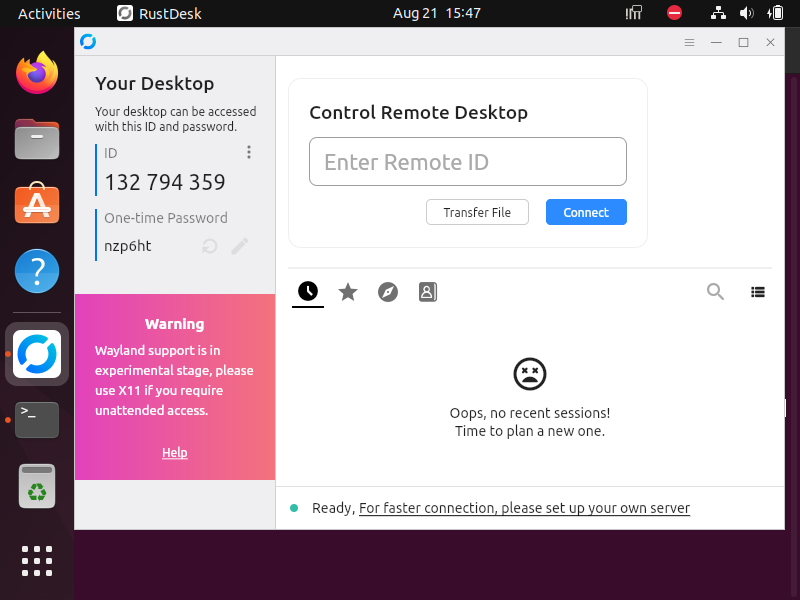 Activities
RustDesk
Aug 21 15:47
Your Desktop
Your desktop can be accessed
with this ID and password.
ID
132 794 359
One-time Password
nzp6ht
Warning
Wayland support is in
experimental stage, please
use X11 if you require
unattended access.
Help
Control Remote Desktop
Enter Remote ID
Transfer File
Connect
Oops, no recent sessions!
Time to plan a new one.
Ready, For faster connection, please set up your own server